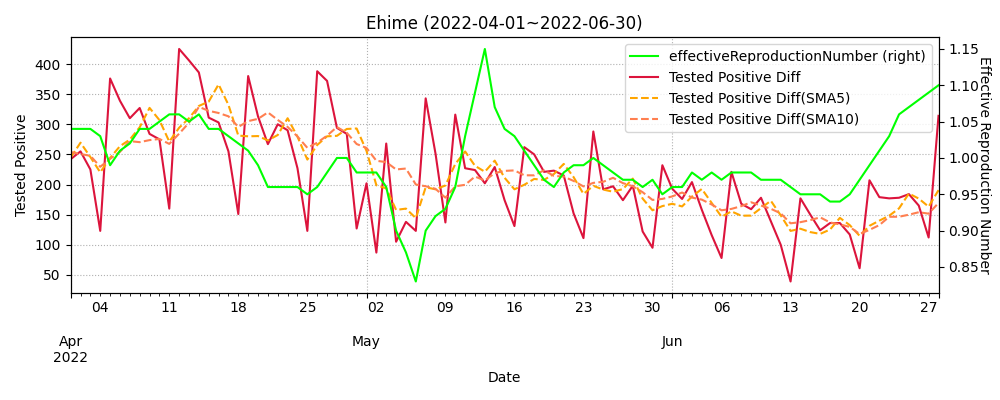 Ehime (2022-04-01~2022-06-30)
effectiveReproductionNumber (right)
Tested Positive Diff
Tested Positive Diff(SMA5)
Tested Positive Diff(SMA10)
Tested Positive
400
350
300
250
200
150
100
50
1.15
1.10
1.05
1.00
0.95
0.90
0.85
Effective Reproduction Number
04 11 18 25 02 09 16 23 30 06 13 20 27
Apr May Jun
2022
Date